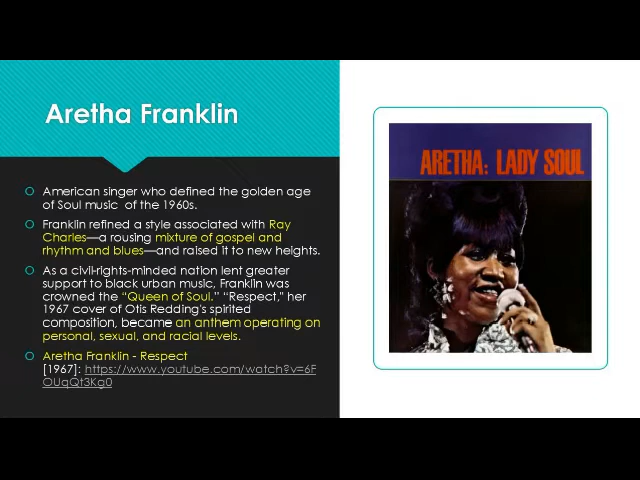 Aretha Franklin
American singer who defined the golden age
of Soul music of the 1960s.
Franklin refined a style associated with Ray
Charles—a rousing mixture of gospel and
rhythm and blues—and raised it to new heights.
As a civil-rights-minded nation lent greater
support to black urban music, Franklin was
crowned the “Queen of Soul.” “Respect," her
1967 cover of Otis Redding's spirited
composition, became an anthem operating on
personal, sexual, and racial levels.
Aretha Franklin - Respect
[1967]: https://www.youtube.com/watch?v=6F
OUqQt3Kg0
ARETHA: LADY SOUL